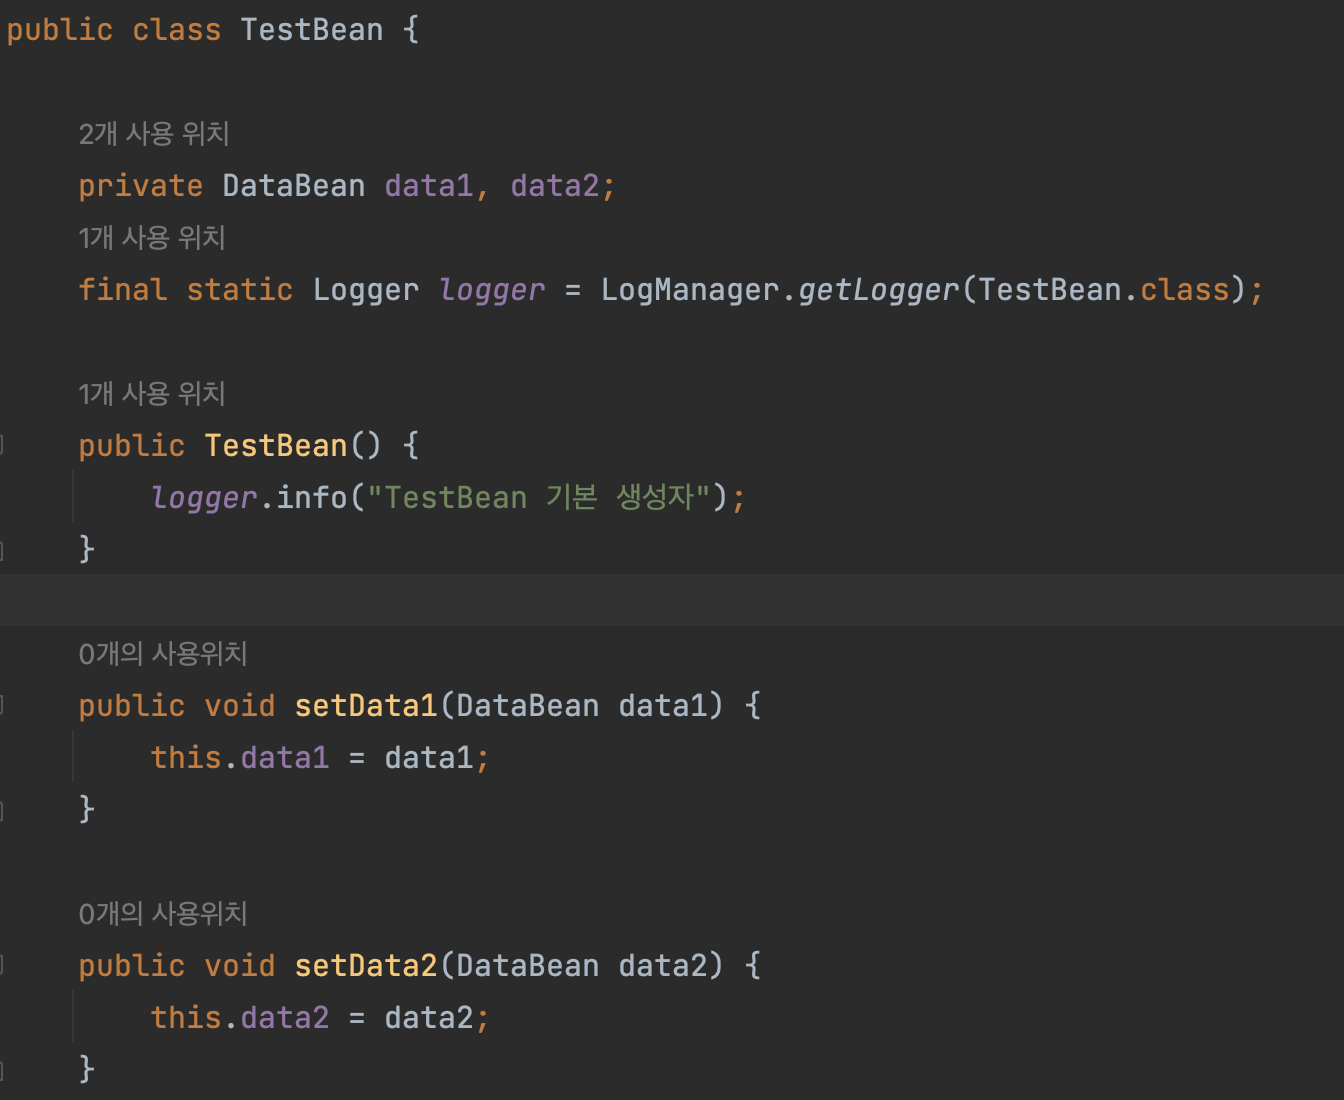 public class TestBean {
2개 사용 위치
private DataBean data1, data2;
1개 사용 위치
final static Logger logger = LogManager.getLogger(TestBean.class);
1개 사용 위치
public TestBean() {
logger.info("TestBean 기본 생성자");
}
0개의 사용위치
public void setData1(DataBean data1) {
this.data1 = data1;
}
0개의 사용위치
public void setData2(DataBean data2) {
this.data2 = data2;
}